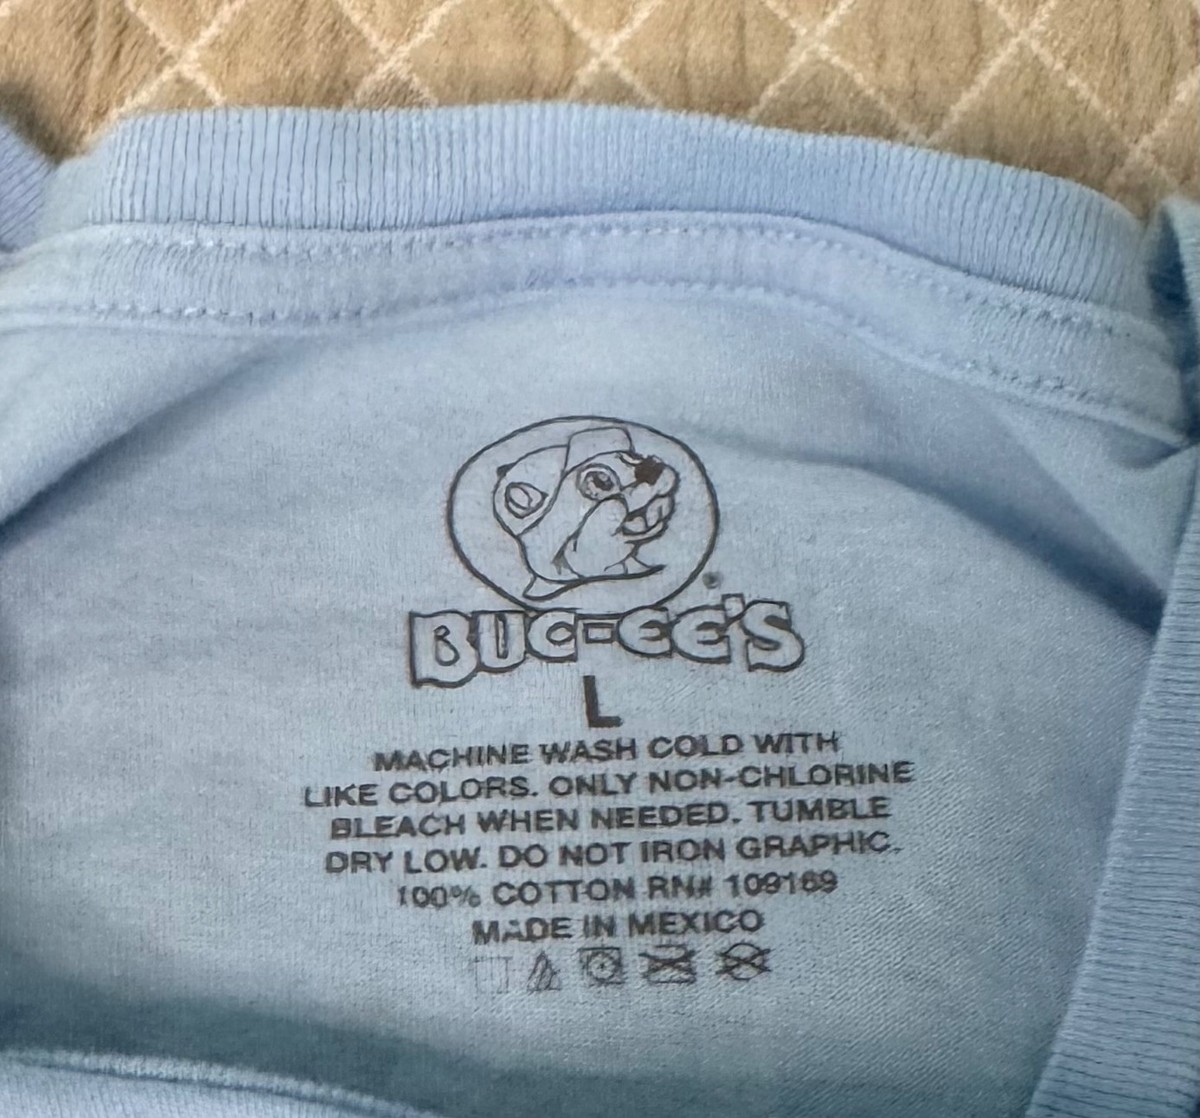 BUC-EE'S
L
MACHINE WASH COLD WITH
LIKE COLORS. ONLY NON-CHLORINE
BLEACH WHEN NEEDED. TUMBLE
DRY LOW. DO NOT IRON GRAPHIC.
100% COTTON RN# 109169
MADE IN MEXICO